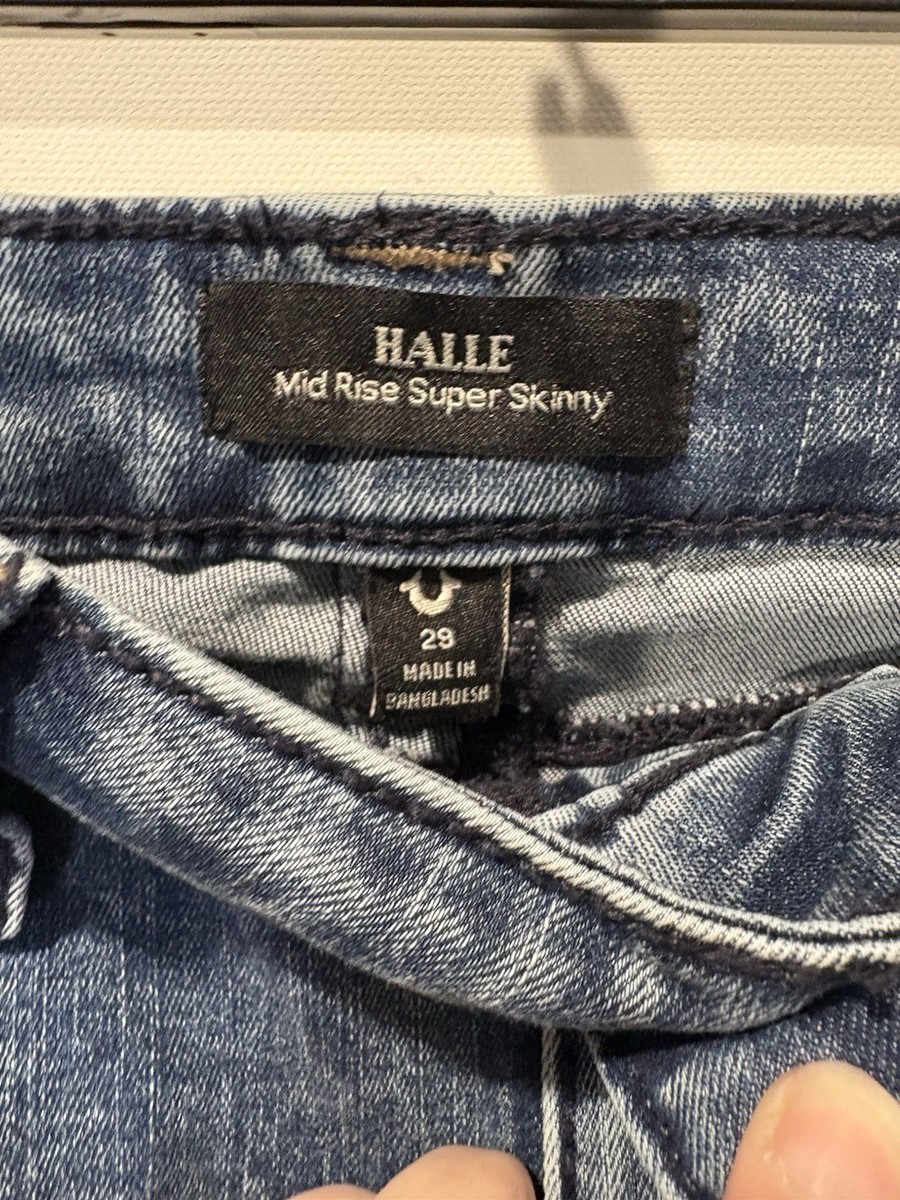 HALLE
Mid Rise Super Skinny
29
MADE IN
BANGLADESH